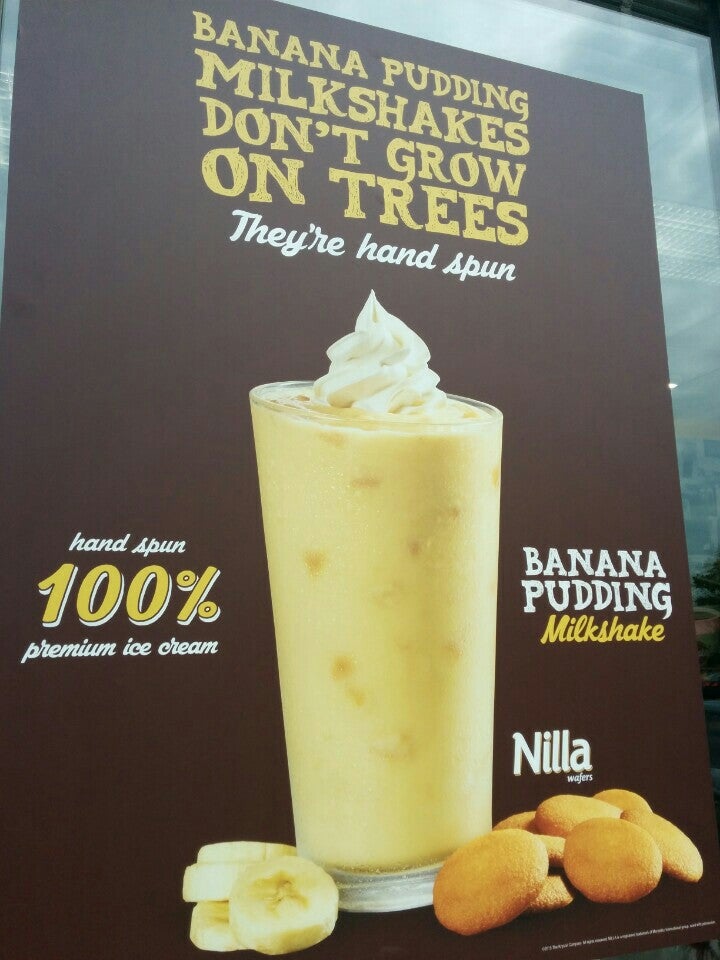 BANANA PUDDING
MILKSHAKES
DON'T GROW
ON TREES
They're hand spun
hand spun
100%
premium ice cream
BANANA
PUDDING
Milkshake
Nilla
wafers